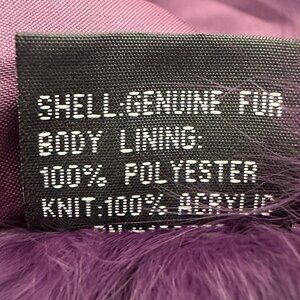 SHELL:GENUINE FUR
BODY LINING:
100% POLYESTER
KNIT:100% ACRYLIC